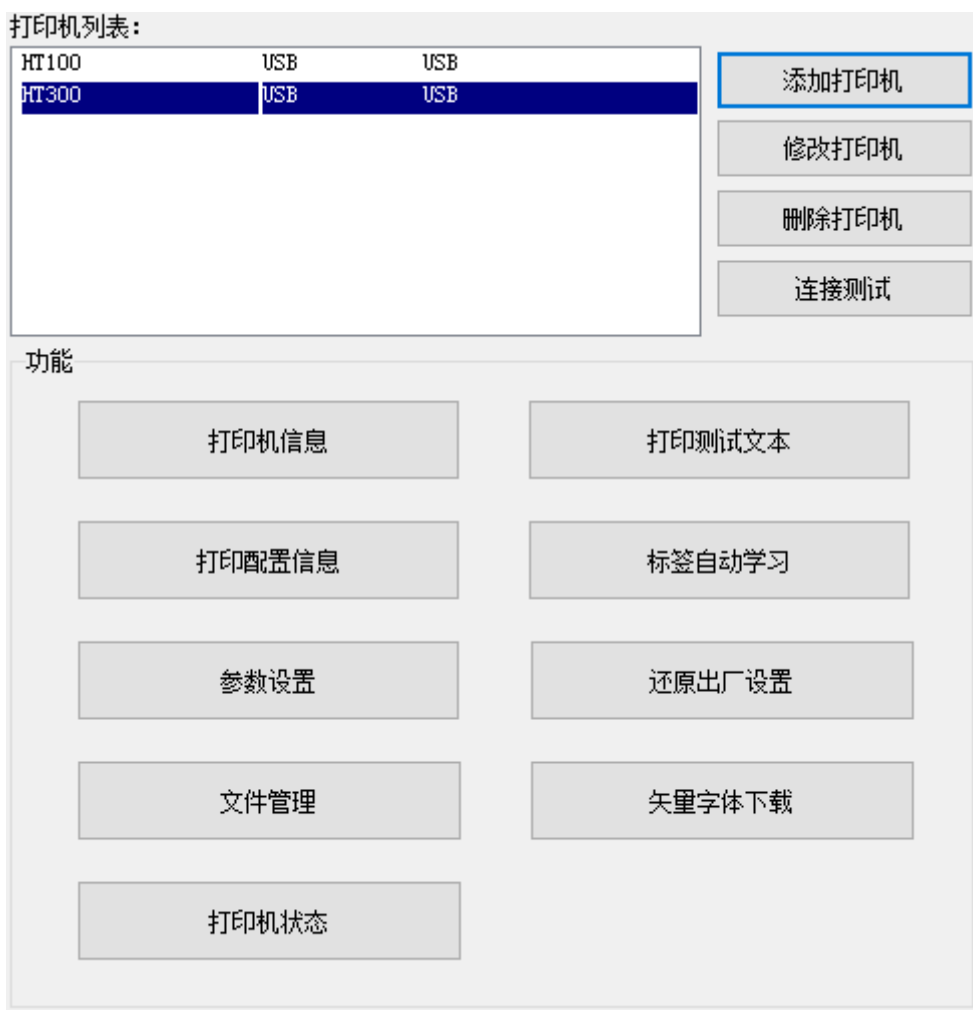 打印机列表:
HT100 USB USB
HT300 USB USB
添加打印机
修改打印机
删除打印机
连接测试
功能
打印机信息 打印测试文本
打印配置信息 标签自动学习
参数设置 还原出厂设置
文件管理 矢量字体下载
打印机状态